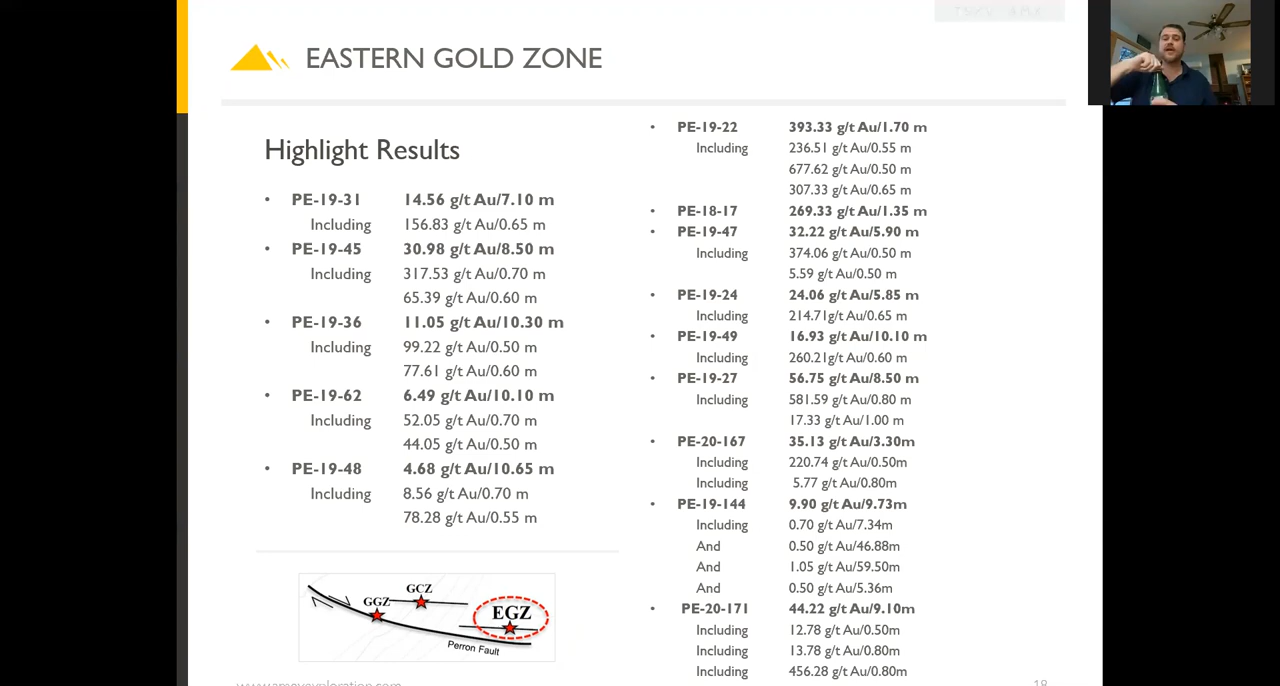 EASTERN GOLD ZONE
Highlight Results
• PE-19-31 14.56 g/t Au/7.10 m
Including 156.83 g/t Au/0.65 m
• PE-19-45 30.98 g/t Au/8.50 m
Including 317.53 g/t Au/0.70 m
65.39 g/t Au/0.60 m
• PE-19-36 11.05 g/t Au/10.30 m
Including 99.22 g/t Au/0.50 m
77.61 g/t Au/0.60 m
• PE-19-62 6.49 g/t Au/10.10 m
Including 52.05 g/t Au/0.70 m
44.05 g/t Au/0.50 m
• PE-19-48 4.68 g/t Au/10.65 m
Including 8.56 g/t Au/0.70 m
78.28 g/t Au/0.55 m
GCZ
GGZ
EGZ
Perron Fault
• PE-19-22 393.33 g/t Au/1.70 m
Including 236.51 g/t Au/0.55 m
677.62 g/t Au/0.50 m
307.33 g/t Au/0.65 m
• PE-18-17 269.33 g/t Au/1.35 m
• PE-19-47 32.22 g/t Au/5.90 m
Including 374.06 g/t Au/0.50 m
5.59 g/t Au/0.50 m
• PE-19-24 24.06 g/t Au/5.85 m
Including 214.71g/t Au/0.65 m
• PE-19-49 16.93 g/t Au/10.10 m
Including 260.21g/t Au/0.60 m
• PE-19-27 56.75 g/t Au/8.50 m
Including 581.59 g/t Au/0.80 m
17.33 g/t Au/1.00 m
• PE-20-167 35.13 g/t Au/3.30m
Including 220.74 g/t Au/0.50m
Including 5.77 g/t Au/0.80m
• PE-19-144 9.90 g/t Au/9.73m
Including 0.70 g/t Au/7.34m
And 0.50 g/t Au/46.88m
And 1.05 g/t Au/59.50m
And 0.50 g/t Au/5.36m
• PE-20-171 44.22 g/t Au/9.10m
Including 12.78 g/t Au/0.50m
Including 13.78 g/t Au/0.80m
Including 456.28 g/t Au/0.80m
www.amexexploration.com
18